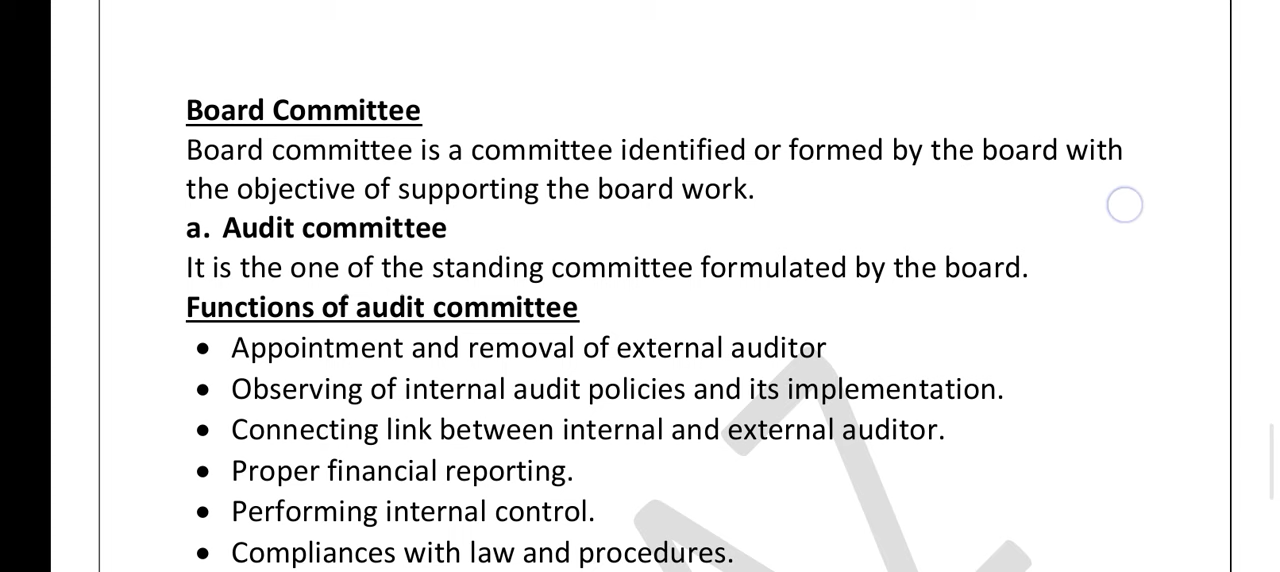 Board Committee
Board committee is a committee identified or formed by the board with
the objective of supporting the board work.
a. Audit committee
It is the one of the standing committee formulated by the board.
Functions of audit committee
• Appointment and removal of external auditor
• Observing of internal audit policies and its implementation.
• Connecting link between internal and external auditor.
• Proper financial reporting.
• Performing internal control.
• Compliances with law and procedures.